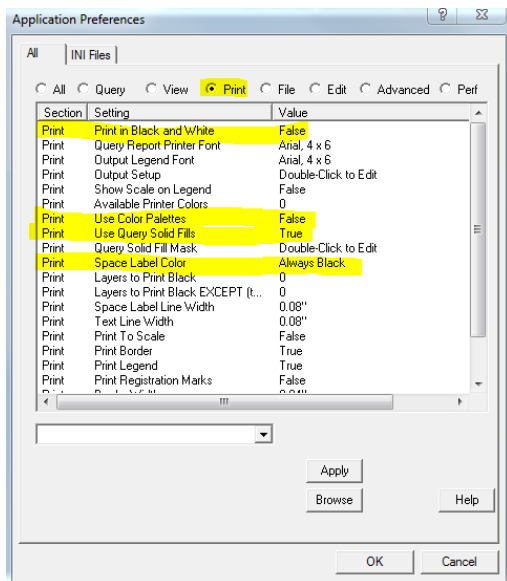 Application Preferences
All INI Files
All Query View Print File Edit Advanced Perf
Section Setting Value
Print Print in Black and White False
Print Query Report Printer Font Arial, 4 x 6
Print Output Legend Font Arial, 4 x 6
Print Output Setup Double-Click to Edit
Print Show Scale on Legend False
Print Available Printer Colors 0
Print Use Color Palettes False
Print Use Query Solid Fills True
Print Query Solid Fill Mask Double-Click to Edit
Print Space Label Color Always Black
Print Layers to Print Black 0
Print Layers to Print Black EXCEPT (t... 0
Print Space Label Line Width 0.08''
Print Text Line Width 0.08''
Print Print To Scale False
Print Print Border True
Print Print Legend True
Print Print Registration Marks False
Apply
Browse Help
OK Cancel